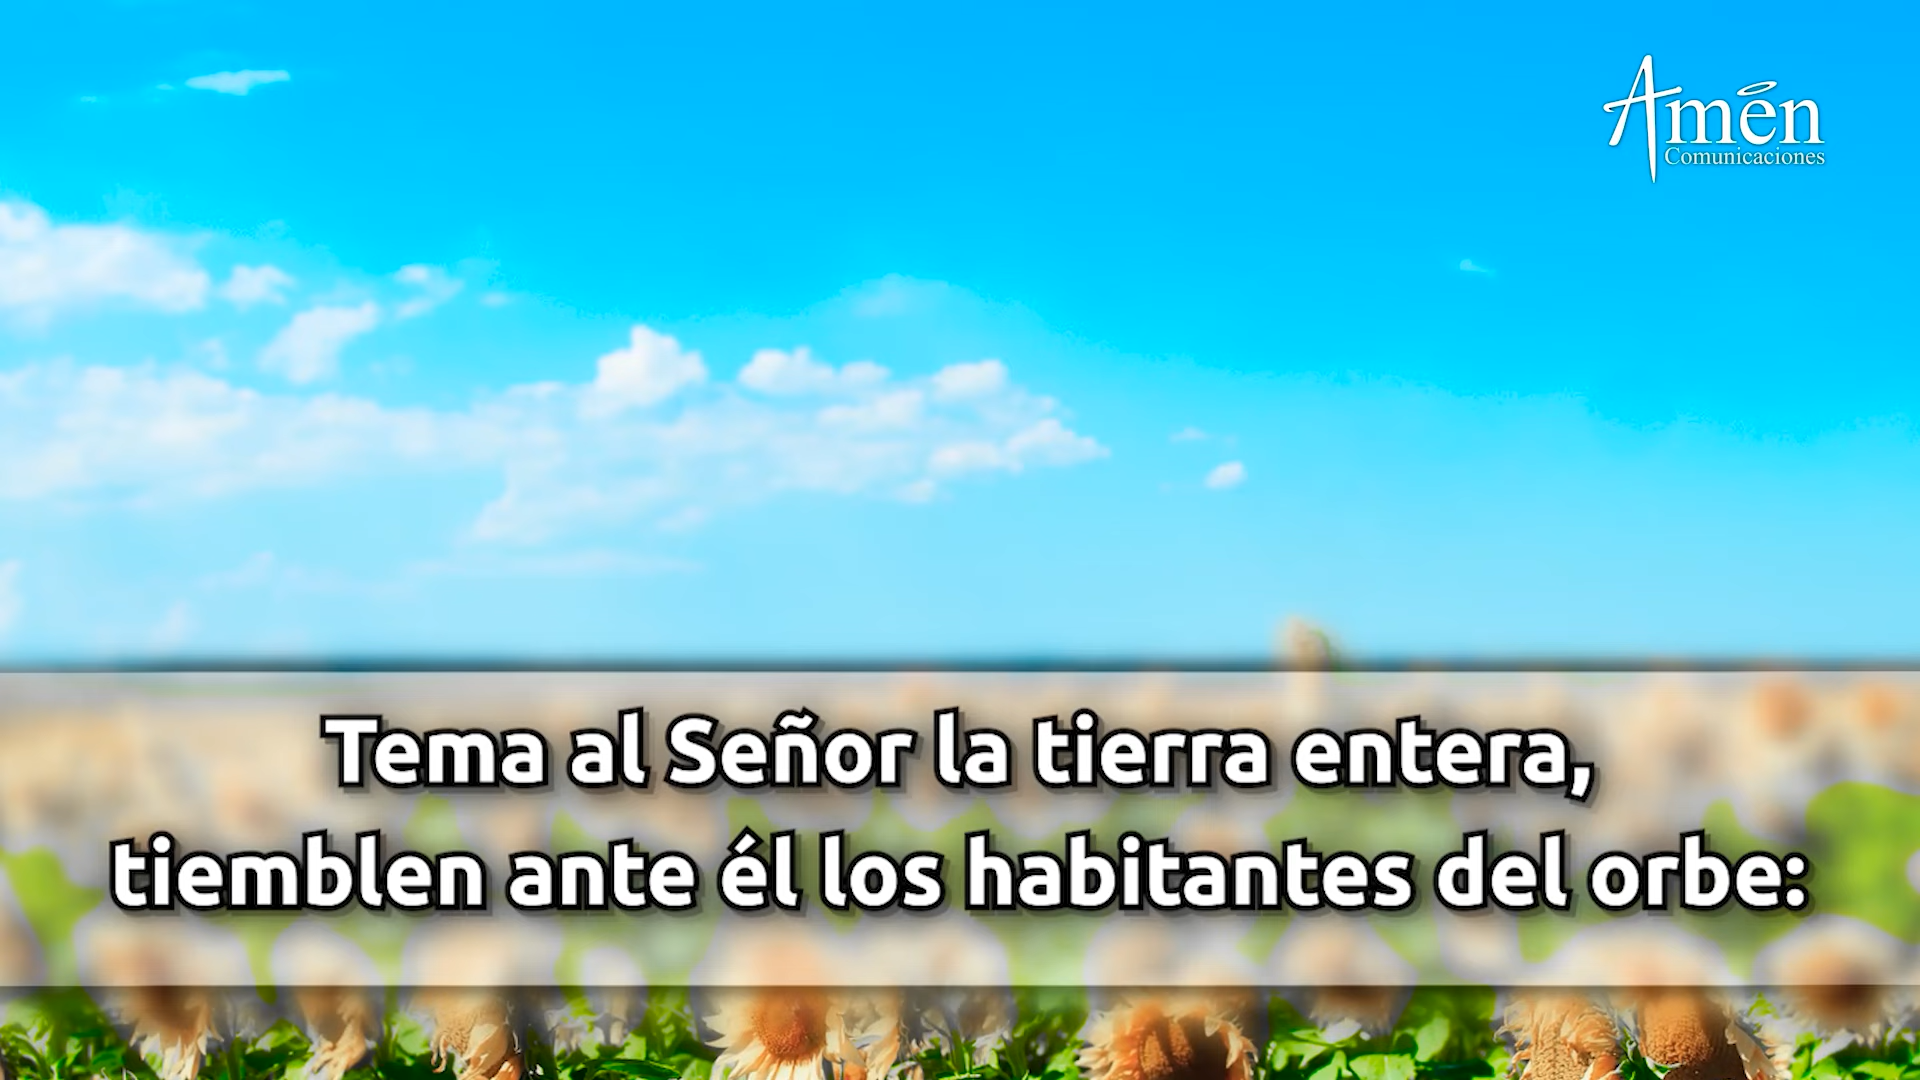 Amén
Comunicaciones
Tema al Señor la tierra entera,
tiemblen ante él los habitantes del orbe: